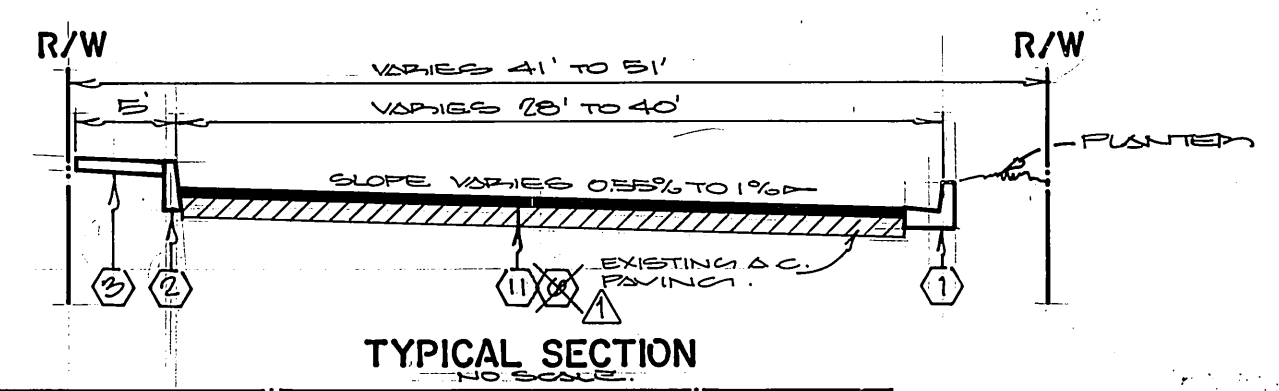 R/W R/W
VARIES 41' TO 51'
5' VARIES 28' TO 40'
PLANTER
SLOPE VARIES 0.55% TO 1%
EXISTING A.C.
PAVING.
3 2 11 1
1
TYPICAL SECTION
NO SCALE.